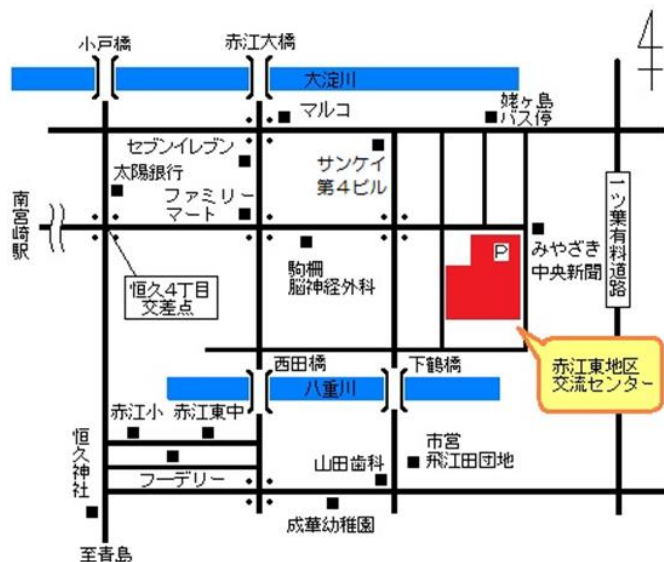 小戸橋
赤江大橋
大淀川
マルコ
姥ヶ島
バス停
セブンイレブン
サンケイ
第4ビル
太陽銀行
ファミリー
マート
南宮崎駅
一ツ葉有料道路
P
みやざき
中央新聞
駒柵
脳神経外科
恒久4丁目
交差点
赤江東地区
交流センター
西田橋
下鶴橋
八重川
赤江小
赤江東中
恒久神社
フーデリー
山田歯科
市営
飛江田団地
成華幼稚園
至青島